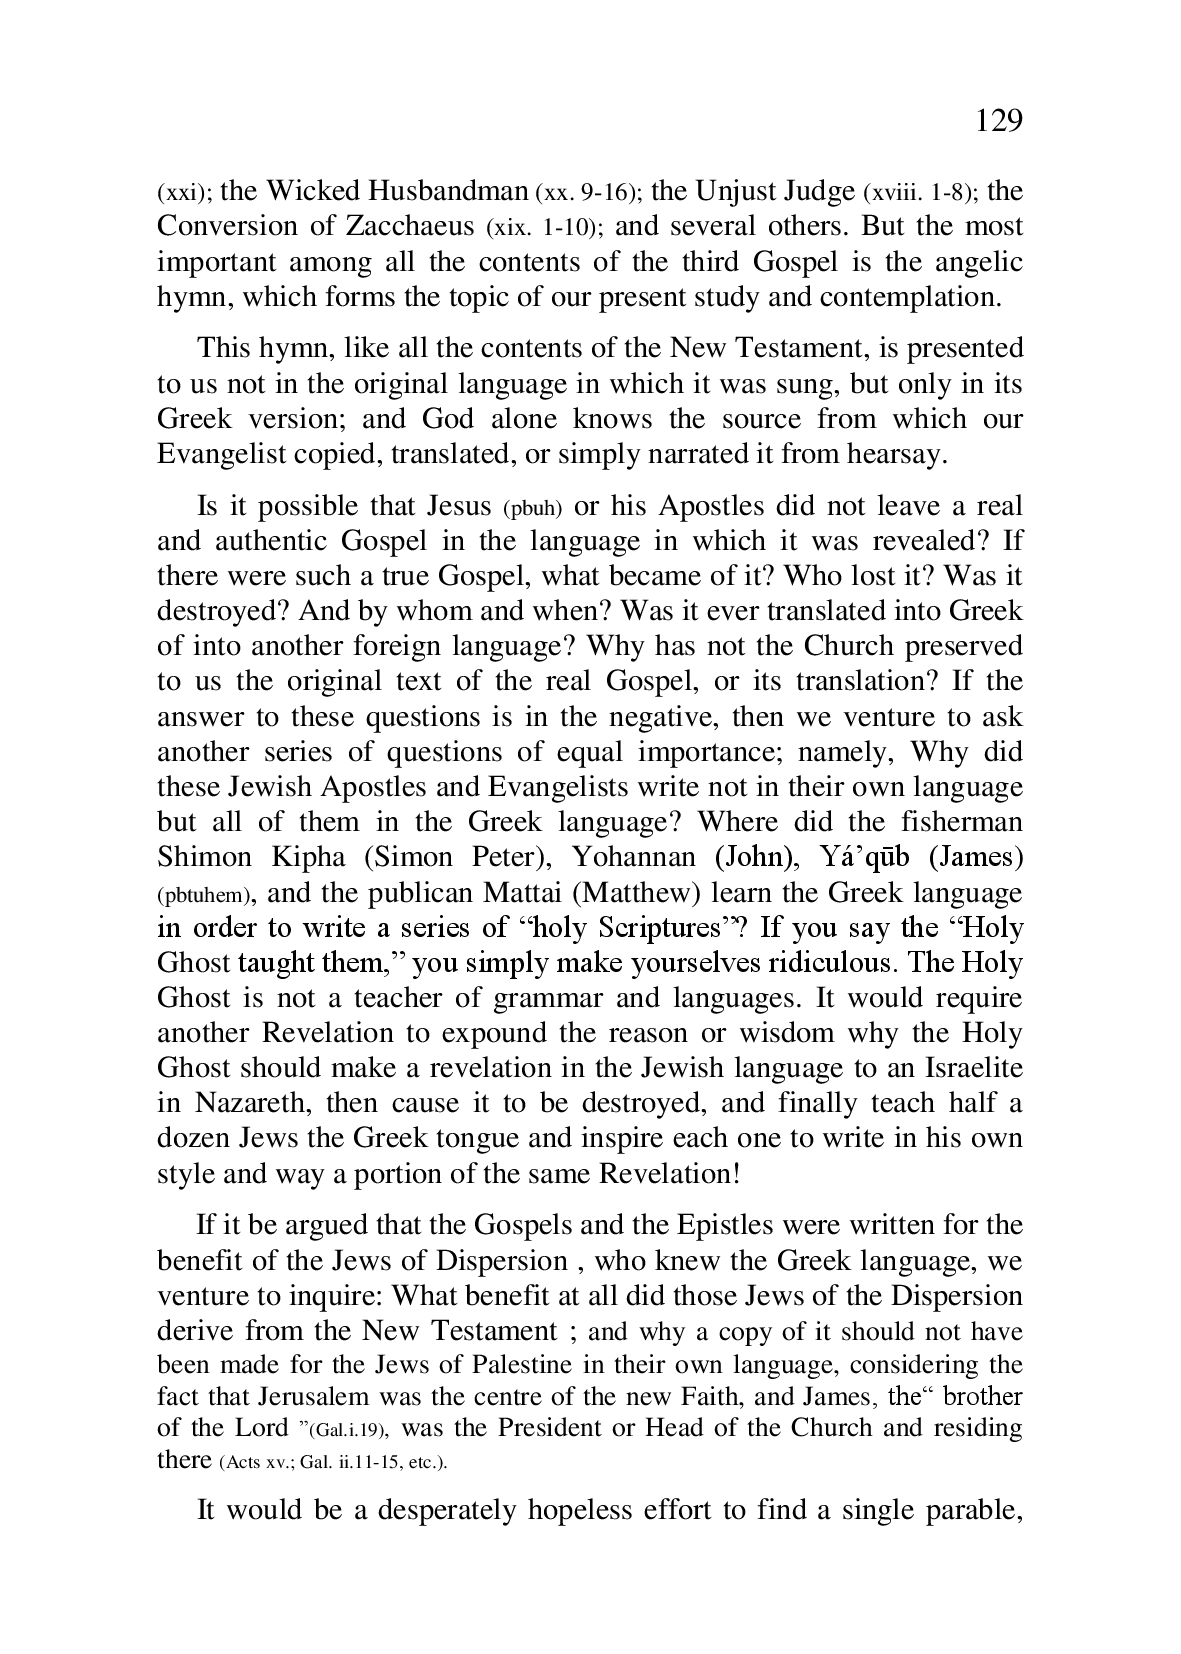 129
(xxi); the Wicked Husbandman (xx. 9-16); the Unjust Judge (xviii. 1-8); the
Conversion of Zacchaeus (xix. 1-10); and several others. But the most
important among all the contents of the third Gospel is the angelic
hymn, which forms the topic of our present study and contemplation.
This hymn, like all the contents of the New Testament, is presented
to us not in the original language in which it was sung, but only in its
Greek version; and God alone knows the source from which our
Evangelist copied, translated, or simply narrated it from hearsay.
Is it possible that Jesus (pbuh) or his Apostles did not leave a real
and authentic Gospel in the language in which it was revealed? If
there were such a true Gospel, what became of it? Who lost it? Was it
destroyed? And by whom and when? Was it ever translated into Greek
of into another foreign language? Why has not the Church preserved
to us the original text of the real Gospel, or its translation? If the
answer to these questions is in the negative, then we venture to ask
another series of questions of equal importance; namely, Why did
these Jewish Apostles and Evangelists write not in their own language
but all of them in the Greek language? Where did the fisherman
Shimon Kipha (Simon Peter), Yohannan (John), Yá’qūb (James)
(pbtuhem), and the publican Mattai (Matthew) learn the Greek language
in order to write a series of “holy Scriptures”? If you say the “Holy
Ghost taught them,” you simply make yourselves ridiculous. The Holy
Ghost is not a teacher of grammar and languages. It would require
another Revelation to expound the reason or wisdom why the Holy
Ghost should make a revelation in the Jewish language to an Israelite
in Nazareth, then cause it to be destroyed, and finally teach half a
dozen Jews the Greek tongue and inspire each one to write in his own
style and way a portion of the same Revelation!
If it be argued that the Gospels and the Epistles were written for the
benefit of the Jews of Dispersion , who knew the Greek language, we
venture to inquire: What benefit at all did those Jews of the Dispersion
derive from the New Testament ; and why a copy of it should not have
been made for the Jews of Palestine in their own language, considering the
fact that Jerusalem was the centre of the new Faith, and James, the“ brother
of the Lord ”(Gal.i.19), was the President or Head of the Church and residing
there (Acts xv.; Gal. ii.11-15, etc.).
It would be a desperately hopeless effort to find a single parable,